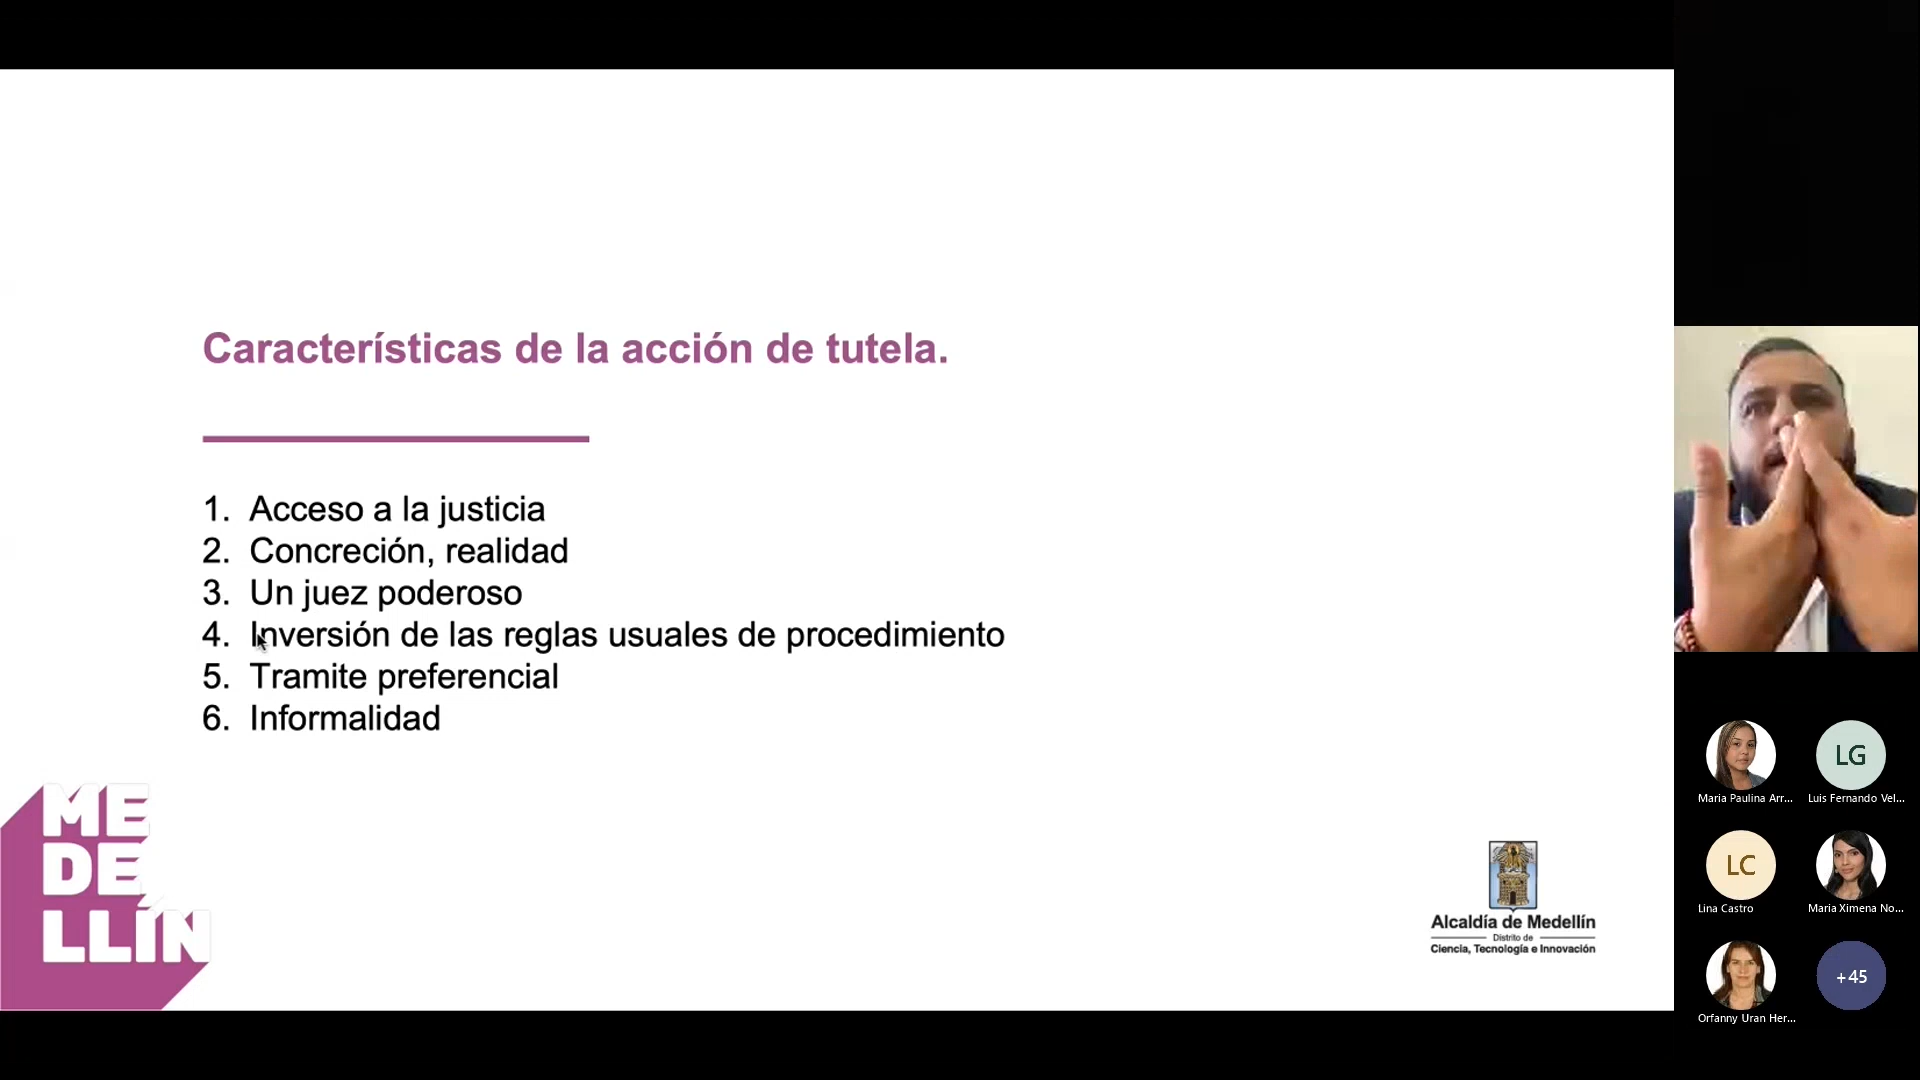 Características de la acción de tutela.
1. Acceso a la justicia
2. Concreción, realidad
3. Un juez poderoso
4. Inversión de las reglas usuales de procedimiento
5. Tramite preferencial
6. Informalidad
ME
DE
LLÍN
Alcaldía de Medellín
Distrito de
Ciencia, Tecnología e Innovación
LG
Maria Paulina Arr...
Luis Fernando Vel...
LC
Lina Castro
Maria Ximena No...
+45
Orfanny Uran Her...